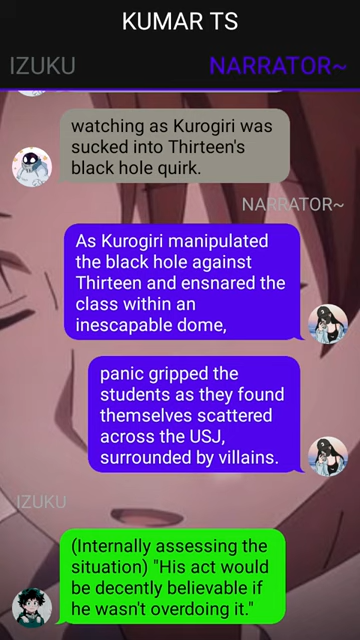 KUMAR TS
IZUKU
NARRATOR~
watching as Kurogiri was
sucked into Thirteen's
black hole quirk.
NARRATOR~
As Kurogiri manipulated
the black hole against
Thirteen and ensnared the
class within an
inescapable dome,
panic gripped the
students as they found
themselves scattered
across the USJ,
surrounded by villains.
IZUKU
(Internally assessing the
situation) "His act would
be decently believable if
he wasn't overdoing it."